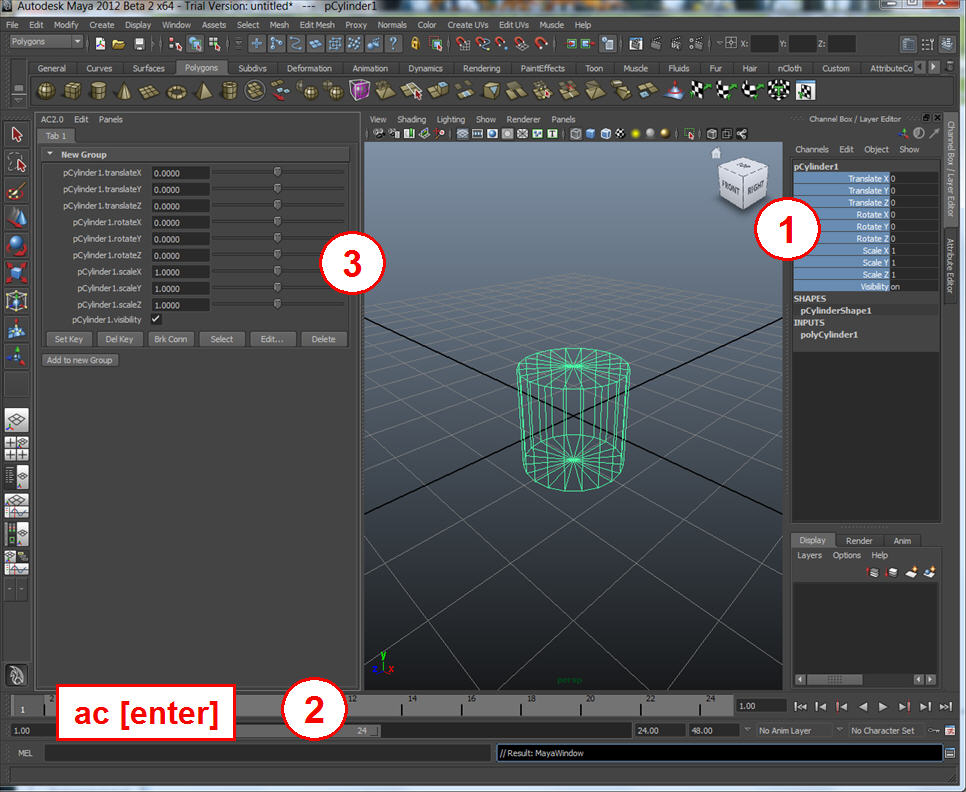 Autodesk Maya 2012 Beta 2 x64 - Trial Version: untitled* --- pCylinder1
File Edit Modify Create Display Window Assets Select Mesh Edit Mesh Proxy Normals Color Create UVs Edit UVs Muscle Help
Polygons X: Y: Z:
General Curves Surfaces Polygons Subdivs Deformation Animation Dynamics Rendering PaintEffects Toon Muscle Fluids Fur Hair nCloth Custom AttributeCo
AC2.0 Edit Panels
Tab 1
New Group
pCylinder1.translateX 0.0000
pCylinder1.translateY 0.0000
pCylinder1.translateZ 0.0000
pCylinder1.rotateX 0.0000
pCylinder1.rotateY 0.0000
pCylinder1.rotateZ 0.0000
pCylinder1.scaleX 1.0000
pCylinder1.scaleY 1.0000
pCylinder1.scaleZ 1.0000
pCylinder1.visibility
Set Key Del Key Brk Conn Select Edit... Delete
Add to new Group
3
View Shading Lighting Show Renderer Panels
TOP
FRONT RIGHT
y
z x
persp
1
Channel Box / Layer Editor
Channels Edit Object Show
pCylinder1
Translate X 0
Translate Y 0
Translate Z 0
Rotate X 0
Rotate Y 0
Rotate Z 0
Scale X 1
Scale Y 1
Scale Z 1
Visibility on
SHAPES
pCylinderShape1
INPUTS
polyCylinder1
Channel Box / Layer Editor
Attribute Editor
Display Render Anim
Layers Options Help
1 2 12 14 16 18 20 22 24 1.00
ac [enter]
2
1.00 24 24.00 48.00 No Anim Layer No Character Set
MEL // Result: MayaWindow